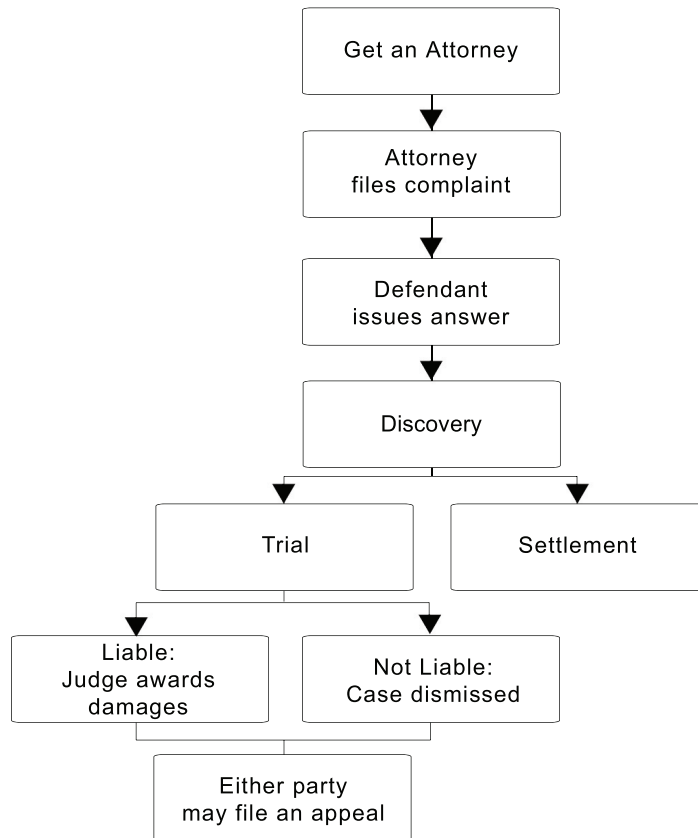 Get an Attorney
Attorney
files complaint
Defendant
issues answer
Discovery
Trial
Settlement
Liable:
Judge awards
damages
Not Liable:
Case dismissed
Either party
may file an appeal